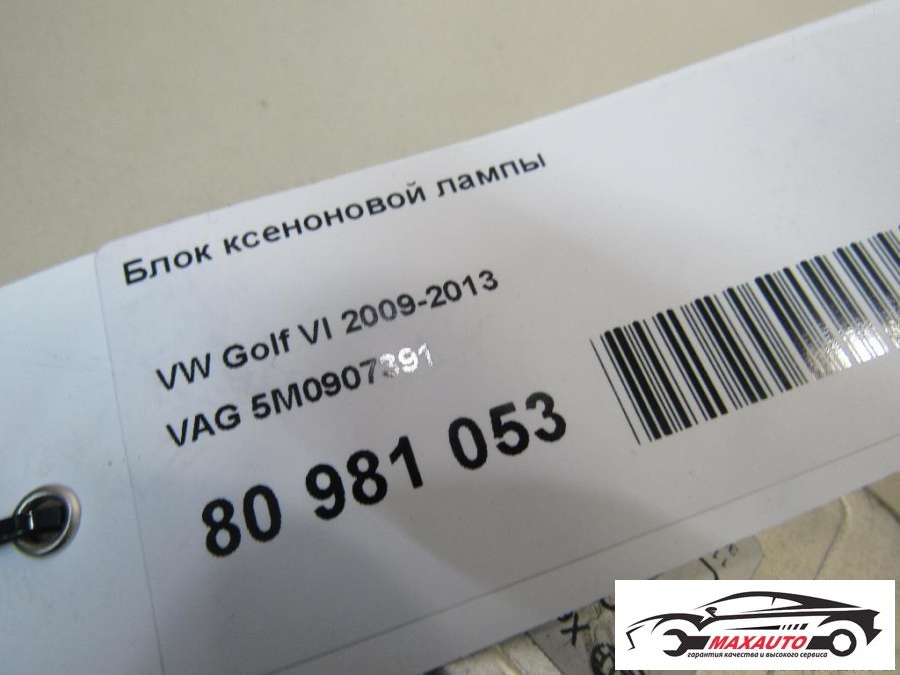 Блок ксеноновой лампы
VW Golf VI 2009-2013
VAG 5M0907391
80 981 053
MAXAUTO
гарантия качества и высокого сервиса